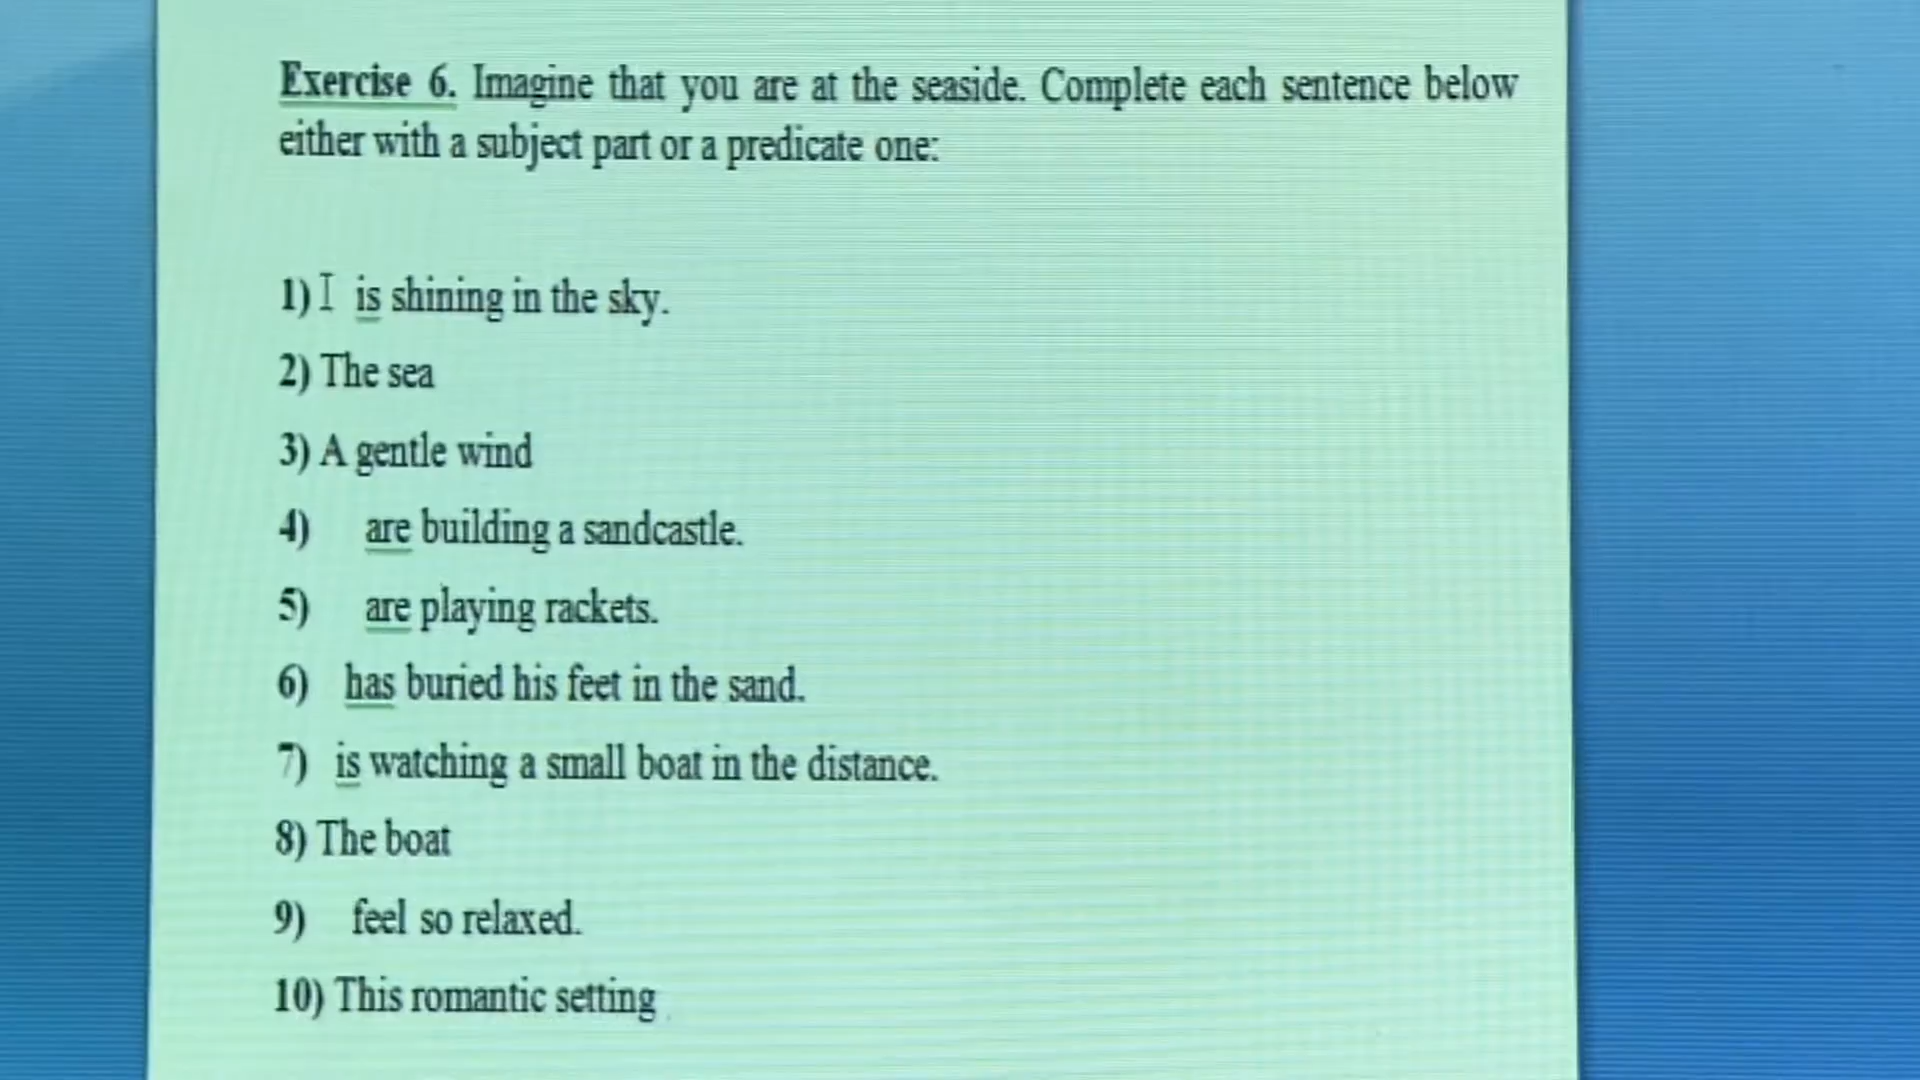 Exercise 6. Imagine that you are at the seaside. Complete each sentence below
either with a subject part or a predicate one:
1) is shining in the sky.
2) The sea
3) A gentle wind
4) are building a sandcastle.
5) are playing rackets.
6) has buried his feet in the sand.
7) is watching a small boat in the distance.
8) The boat
9) feel so relaxed.
10) This romantic setting